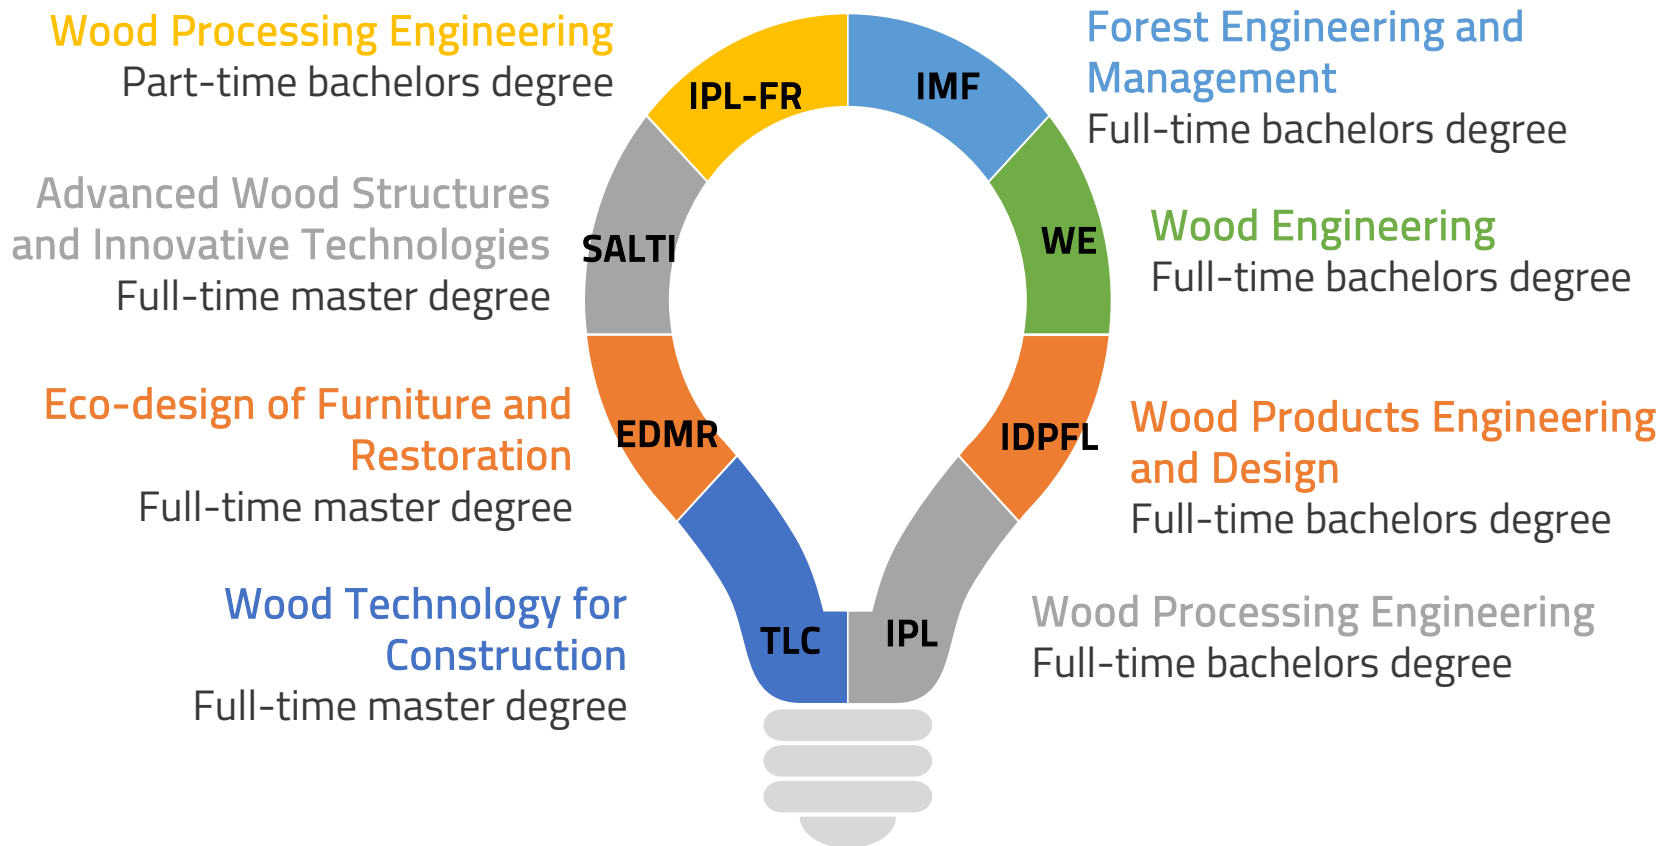 Wood Processing Engineering
Part-time bachelors degree
IPL-FR
IMF
Forest Engineering and
Management
Full-time bachelors degree
Advanced Wood Structures
and Innovative Technologies
Full-time master degree
SALTI
WE
Wood Engineering
Full-time bachelors degree
Eco-design of Furniture and
Restoration
Full-time master degree
EDMR
IDPFL
Wood Products Engineering
and Design
Full-time bachelors degree
Wood Technology for
Construction
Full-time master degree
TLC
IPL
Wood Processing Engineering
Full-time bachelors degree